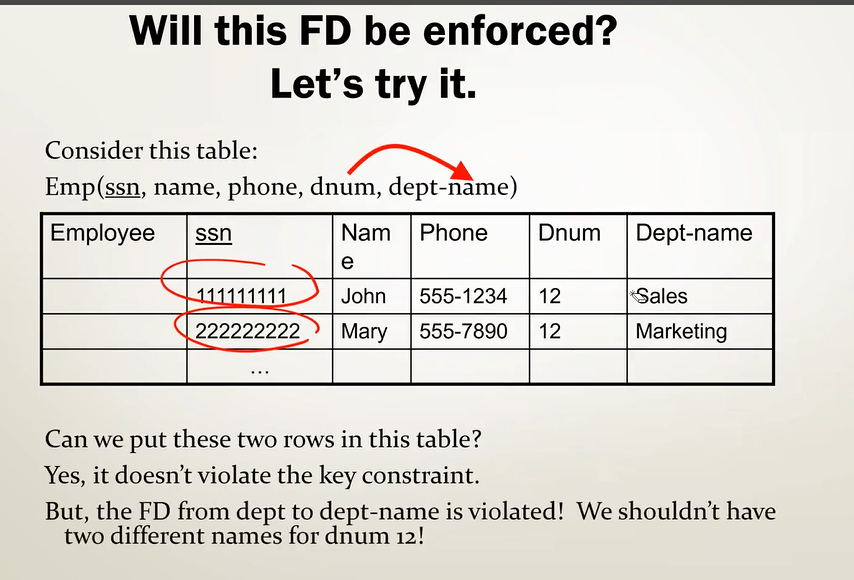 Will this FD be enforced?
Let’s try it.
Consider this table:
Emp(ssn, name, phone, dnum, dept-name)
Employee ssn Nam Phone Dnum Dept-name
e
111111111 John 555-1234 12 Sales
222222222 Mary 555-7890 12 Marketing
...
Can we put these two rows in this table?
Yes, it doesn’t violate the key constraint.
But, the FD from dept to dept-name is violated! We shouldn’t have
two different names for dnum 12!